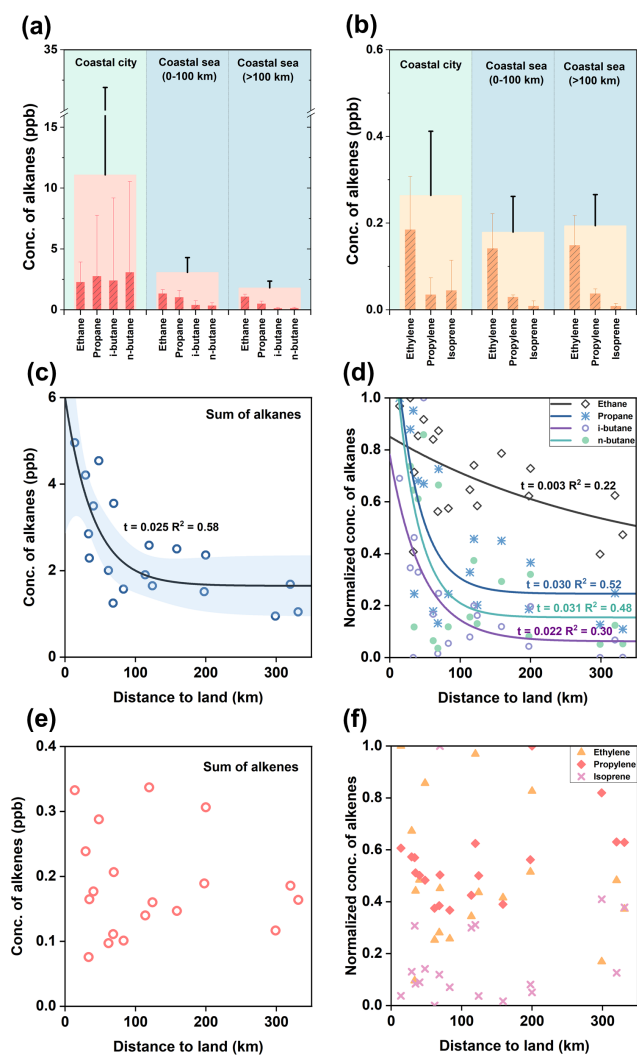 (a)
Conc. of alkanes (ppb)
35
15
10
5
0
Coastal city
Coastal sea
(0-100 km)
Coastal sea
(>100 km)
Ethane
Propane
i-butane
n-butane
Ethane
Propane
i-butane
n-butane
Ethane
Propane
i-butane
n-butane
(b)
Conc. of alkenes (ppb)
0.6
0.4
0.2
0.0
Coastal city
Coastal sea
(0-100 km)
Coastal sea
(>100 km)
Ethylene
Propylene
Isoprene
Ethylene
Propylene
Isoprene
Ethylene
Propylene
Isoprene
(c)
Conc. of alkanes (ppb)
6
4
2
0
Sum of alkanes
t = 0.025 R² = 0.58
0 100 200 300
Distance to land (km)
(d)
Normalized conc. of alkanes
1.0
0.8
0.6
0.4
0.2
0.0
Ethane
Propane
i-butane
n-butane
t = 0.003 R² = 0.22
t = 0.030 R² = 0.52
t = 0.031 R² = 0.48
t = 0.022 R² = 0.30
0 100 200 300
Distance to land (km)
(e)
Conc. of alkenes (ppb)
0.4
0.3
0.2
0.1
0.0
Sum of alkenes
0 100 200 300
Distance to land (km)
(f)
Normalized conc. of alkenes
1.0
0.8
0.6
0.4
0.2
0.0
Ethylene
Propylene
Isoprene
0 100 200 300
Distance to land (km)